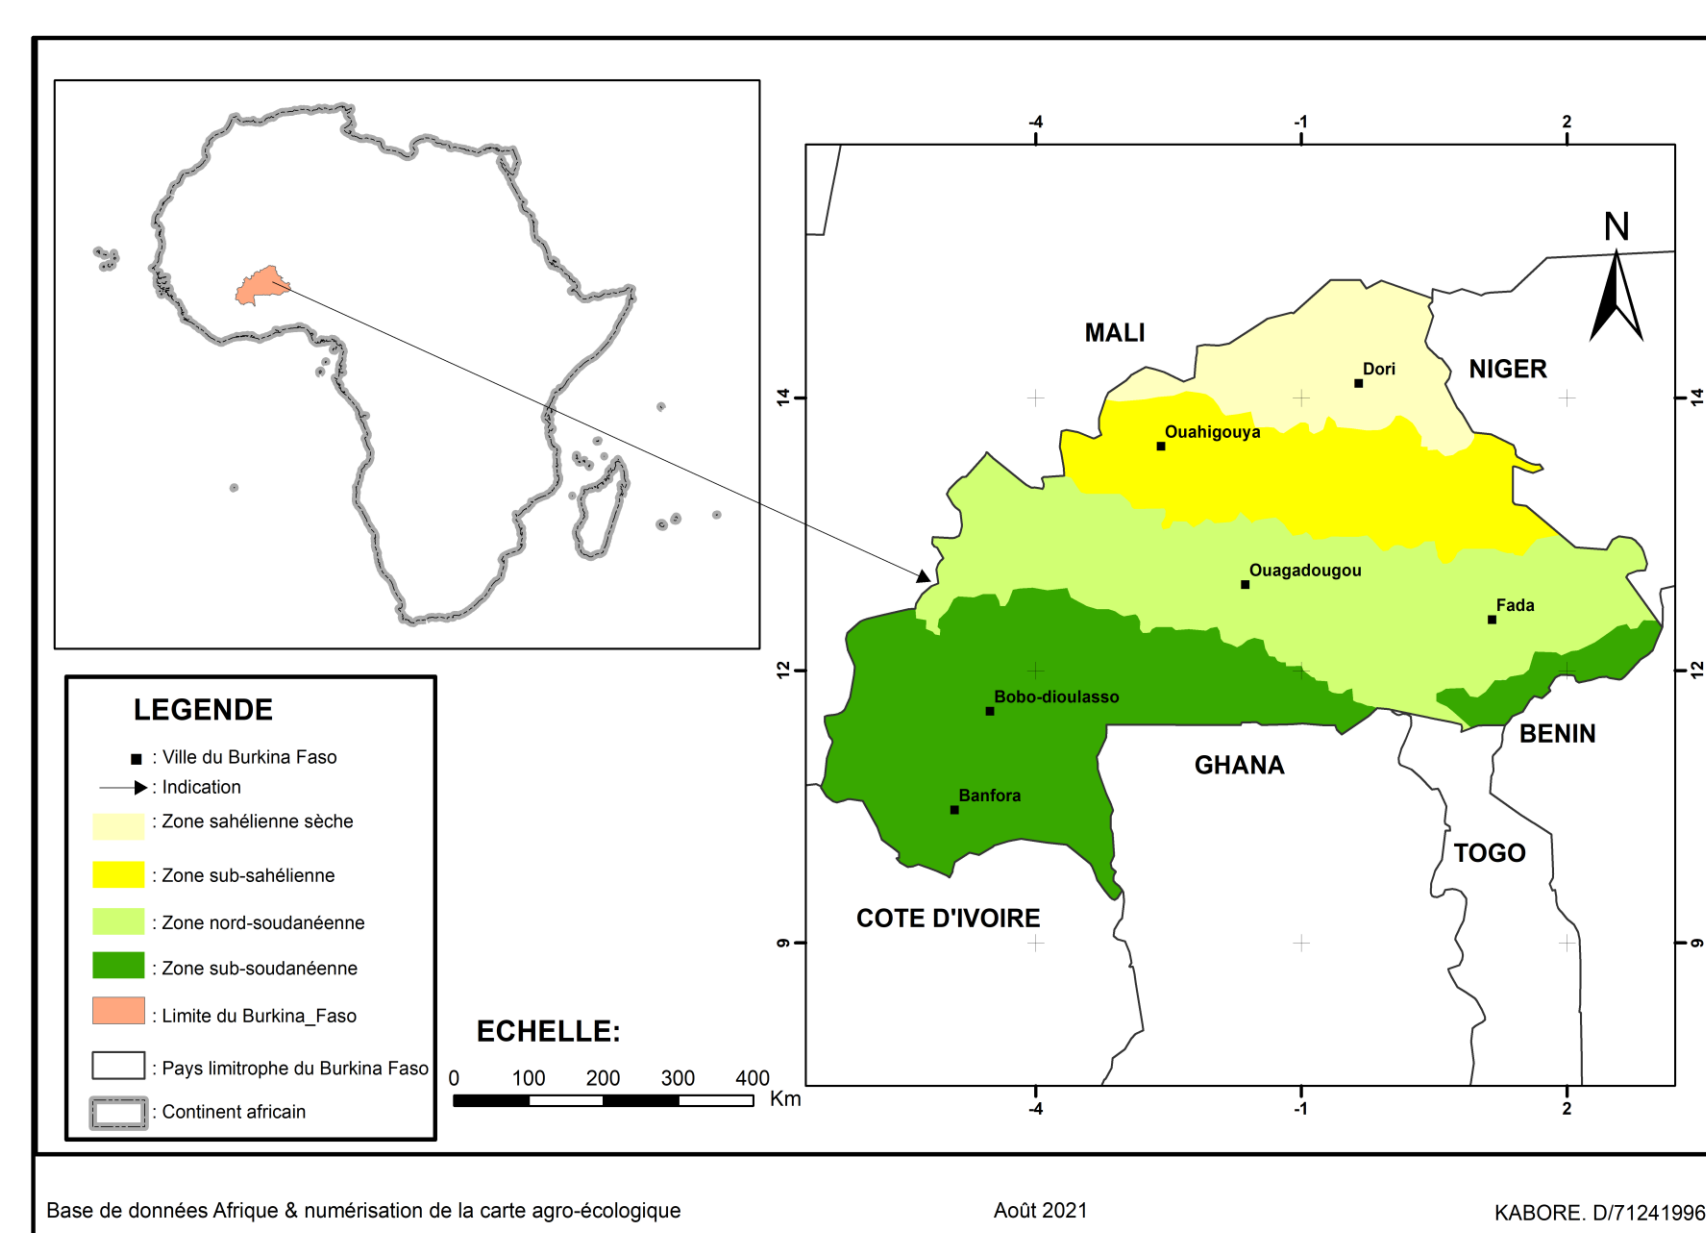 -4 -1 2
N
MALI
NIGER
Dori
14 14
Ouahigouya
Ouagadougou
Fada
12 12
Bobo-dioulasso
BENIN
GHANA
Banfora
TOGO
COTE D'IVOIRE
9 9
-4 -1 2
LEGENDE
: Ville du Burkina Faso
: Indication
: Zone sahélienne sèche
: Zone sub-sahélienne
: Zone nord-soudanéenne
: Zone sub-soudanéenne
: Limite du Burkina_Faso
: Pays limitrophe du Burkina Faso
: Continent africain
ECHELLE:
0 100 200 300 400
Km
Base de données Afrique & numérisation de la carte agro-écologique
Août 2021
KABORE. D/71241996